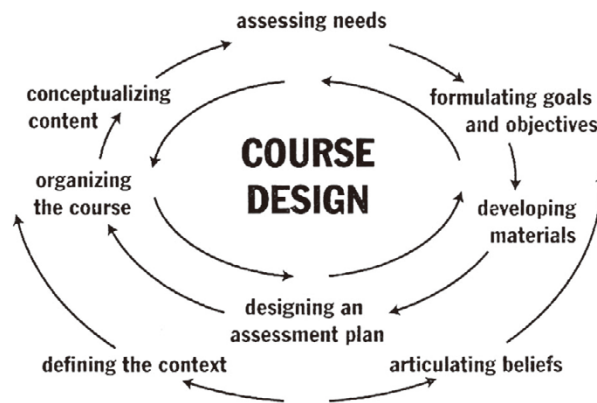 assessing needs
conceptualizing
content
formulating goals
and objectives
COURSE
DESIGN
organizing
the course
developing
materials
designing an
assessment plan
defining the context
articulating beliefs